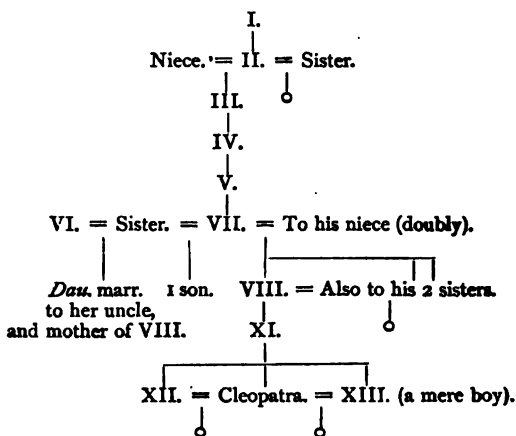 I.
Niece. = II. = Sister.
III.
IV.
V.
VI. = Sister. = VII. = To his niece (doubly).
Dau. marr. 1 son. VIII. = Also to his 2 sisters.
to her uncle,
and mother of VIII. XI.
XII. = Cleopatra. = XIII. (a mere boy).